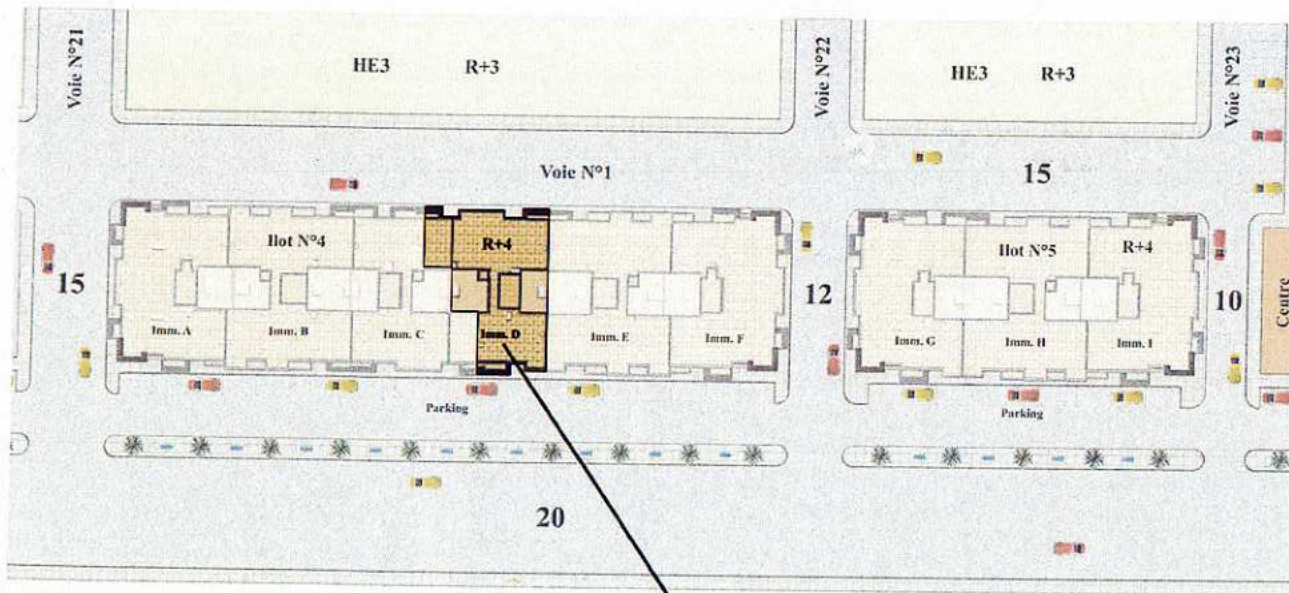 Voie N°21
HE3 R+3
Voie N°22
HE3 R+3
Voie N°23
Voie N°1
15
Ilot N°4
R+4
Ilot N°5
R+4
15
12
10
Centre
Imm. A
Imm. B
Imm. C
Imm. D
Imm. E
Imm. F
Imm. G
Imm. H
Imm. I
Parking
Parking
20